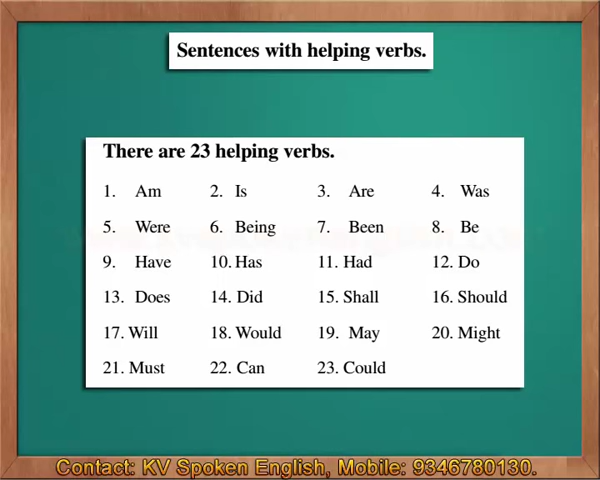 Sentences with helping verbs.
There are 23 helping verbs.
1. Am 2. Is 3. Are 4. Was
5. Were 6. Being 7. Been 8. Be
9. Have 10. Has 11. Had 12. Do
13. Does 14. Did 15. Shall 16. Should
17. Will 18. Would 19. May 20. Might
21. Must 22. Can 23. Could
Contact: KV Spoken English, Mobile: 9346780130.